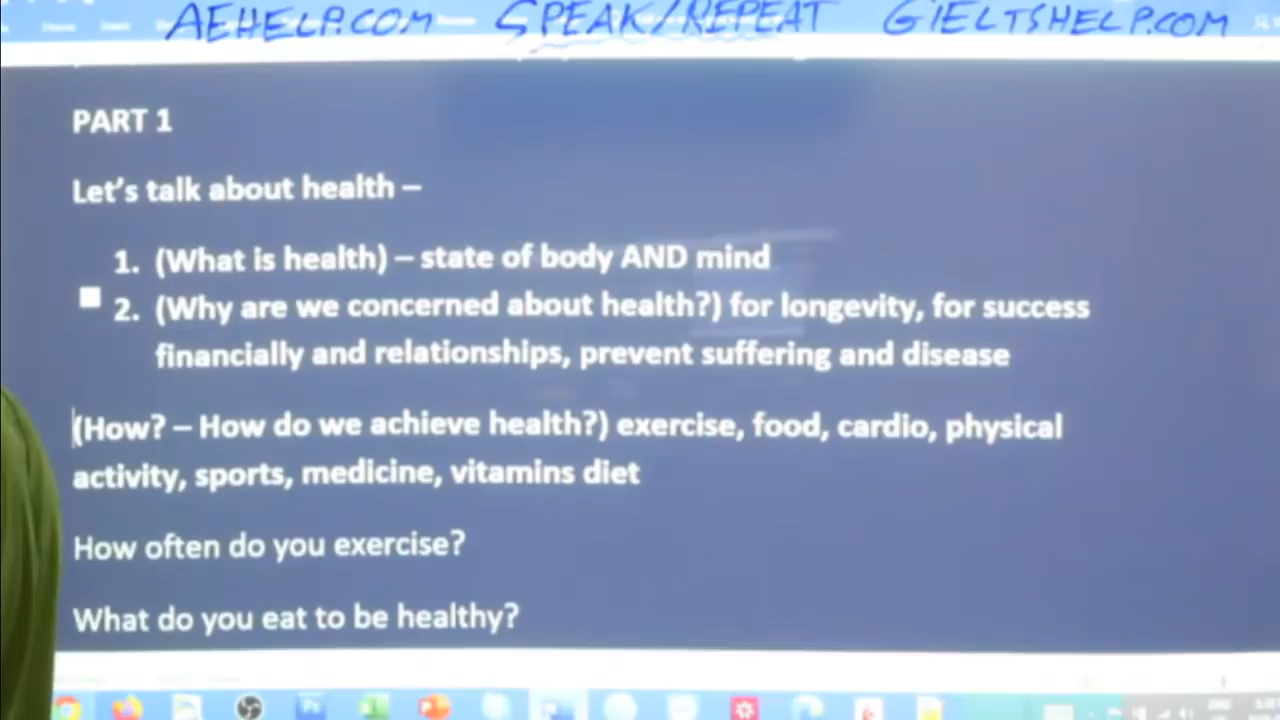 AEHELP.COM SPEAK/REPEAT GIELTSHELP.COM
PART 1
Let's talk about health –
1. (What is health) – state of body AND mind
2. (Why are we concerned about health?) for longevity, for success
financially and relationships, prevent suffering and disease
(How? – How do we achieve health?) exercise, food, cardio, physical
activity, sports, medicine, vitamins diet
How often do you exercise?
What do you eat to be healthy?